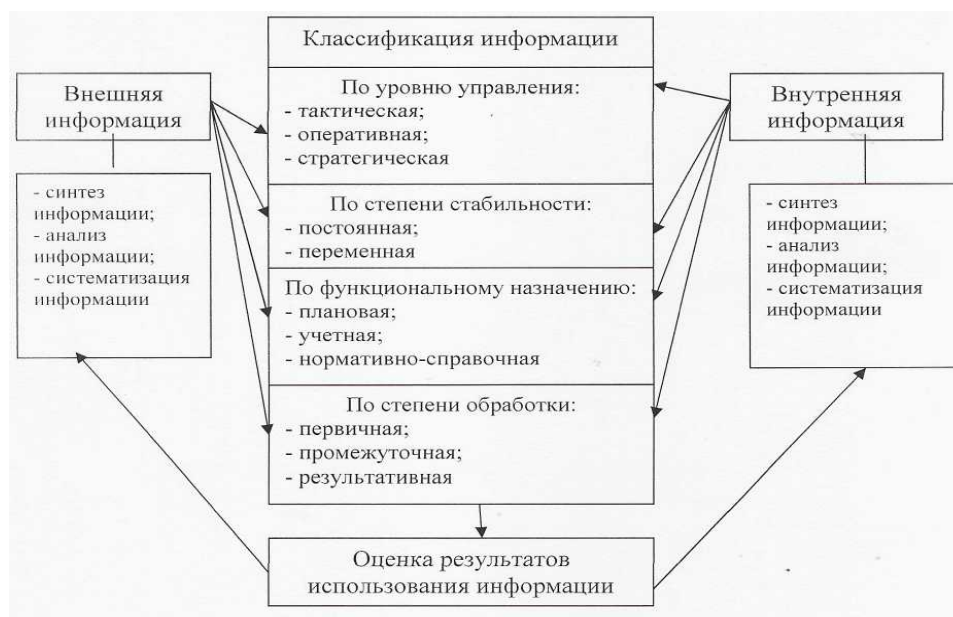 Классификация информации
Внешняя
информация
- синтез
информации;
- анализ
информации;
- систематизация
информации
По уровню управления:
- тактическая;
- оперативная;
- стратегическая
По степени стабильности:
- постоянная;
- переменная
По функциональному назначению:
- плановая;
- учетная;
- нормативно-справочная
По степени обработки:
- первичная;
- промежуточная;
- результативная
Внутренняя
информация
- синтез
информации;
- анализ
информации;
- систематизация
информации
Оценка результатов
использования информации